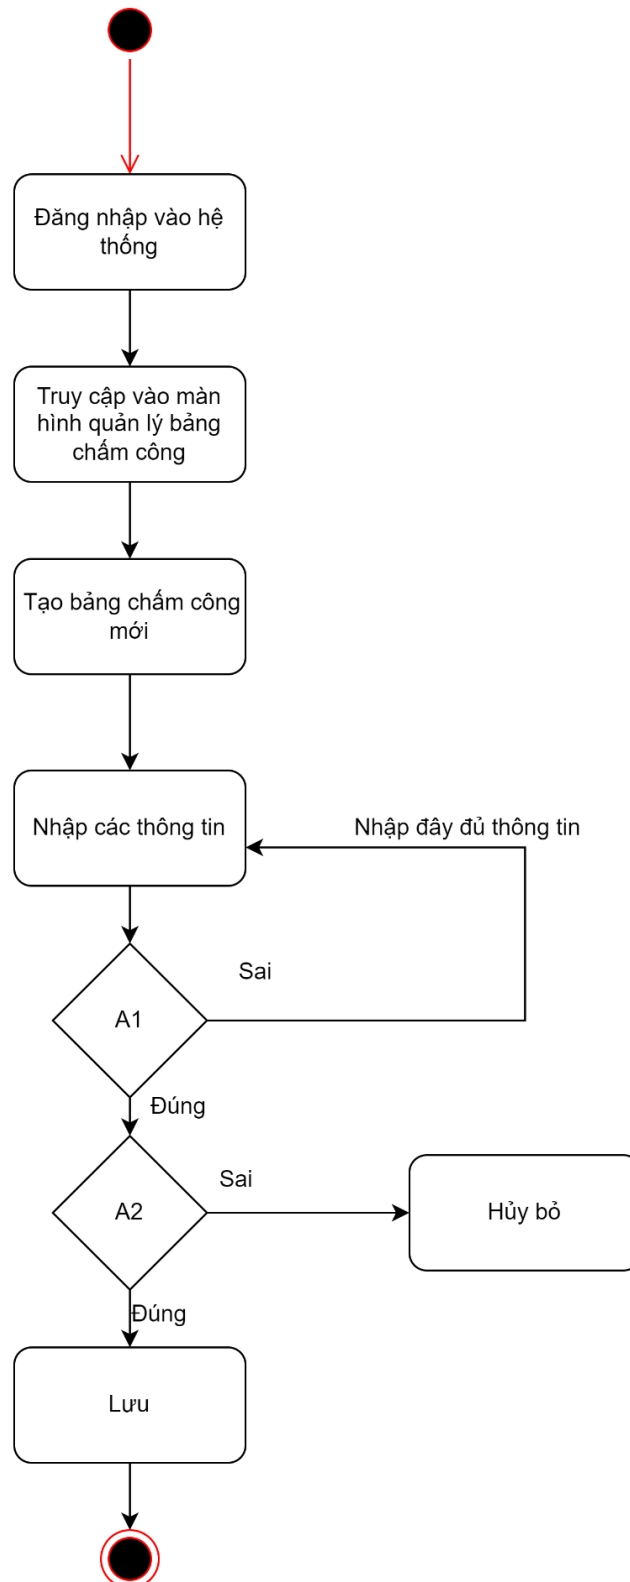 Đăng nhập vào hệ
thống
Truy cập vào màn
hình quản lý bảng
chấm công
Tạo bảng chấm công
mới
Nhập các thông tin
Nhập đây đủ thông tin
Sai
A1
Đúng
Sai
A2
Hủy bỏ
Đúng
Lưu